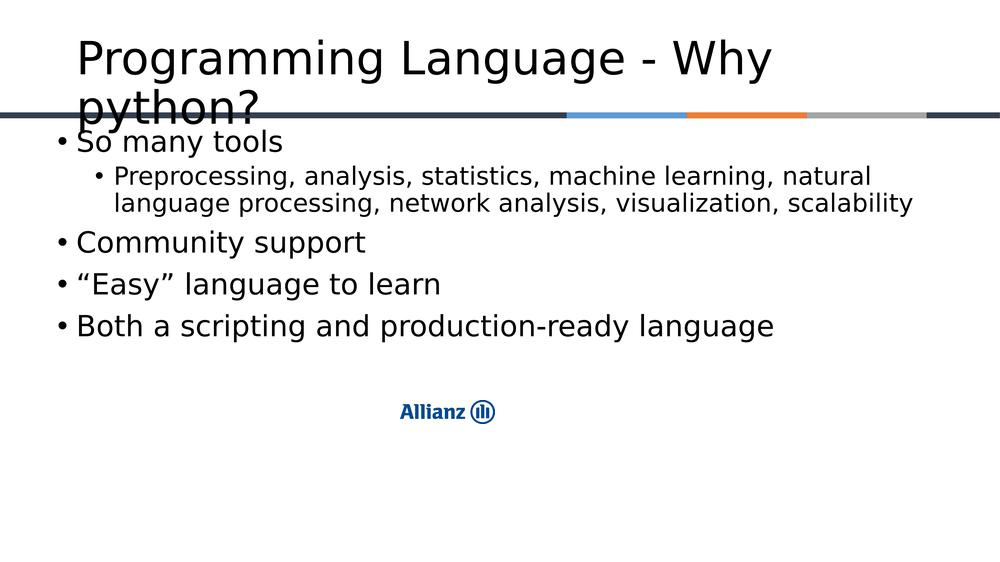 Programming Language - Why
python?
• So many tools
• Preprocessing, analysis, statistics, machine learning, natural
language processing, network analysis, visualization, scalability
• Community support
• “Easy” language to learn
• Both a scripting and production-ready language
Allianz